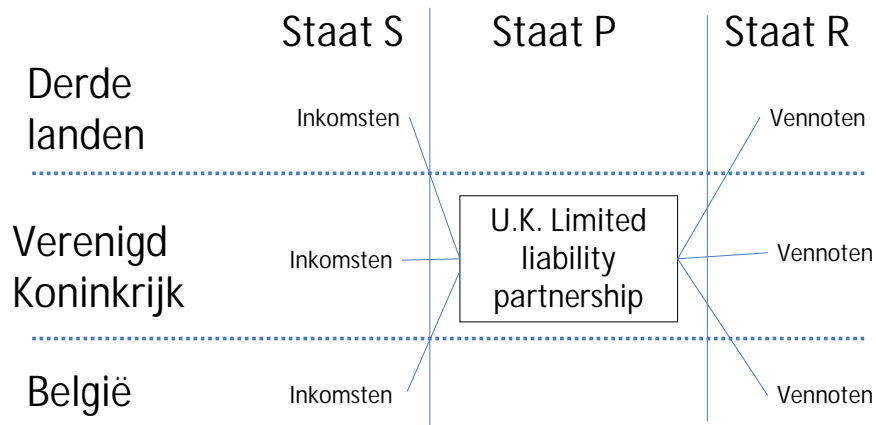 Staat S Staat P Staat R
Derde
landen
Inkomsten Vennoten
Verenigd
Koninkrijk
Inkomsten
U.K. Limited
liability
partnership
Vennoten
België
Inkomsten Vennoten